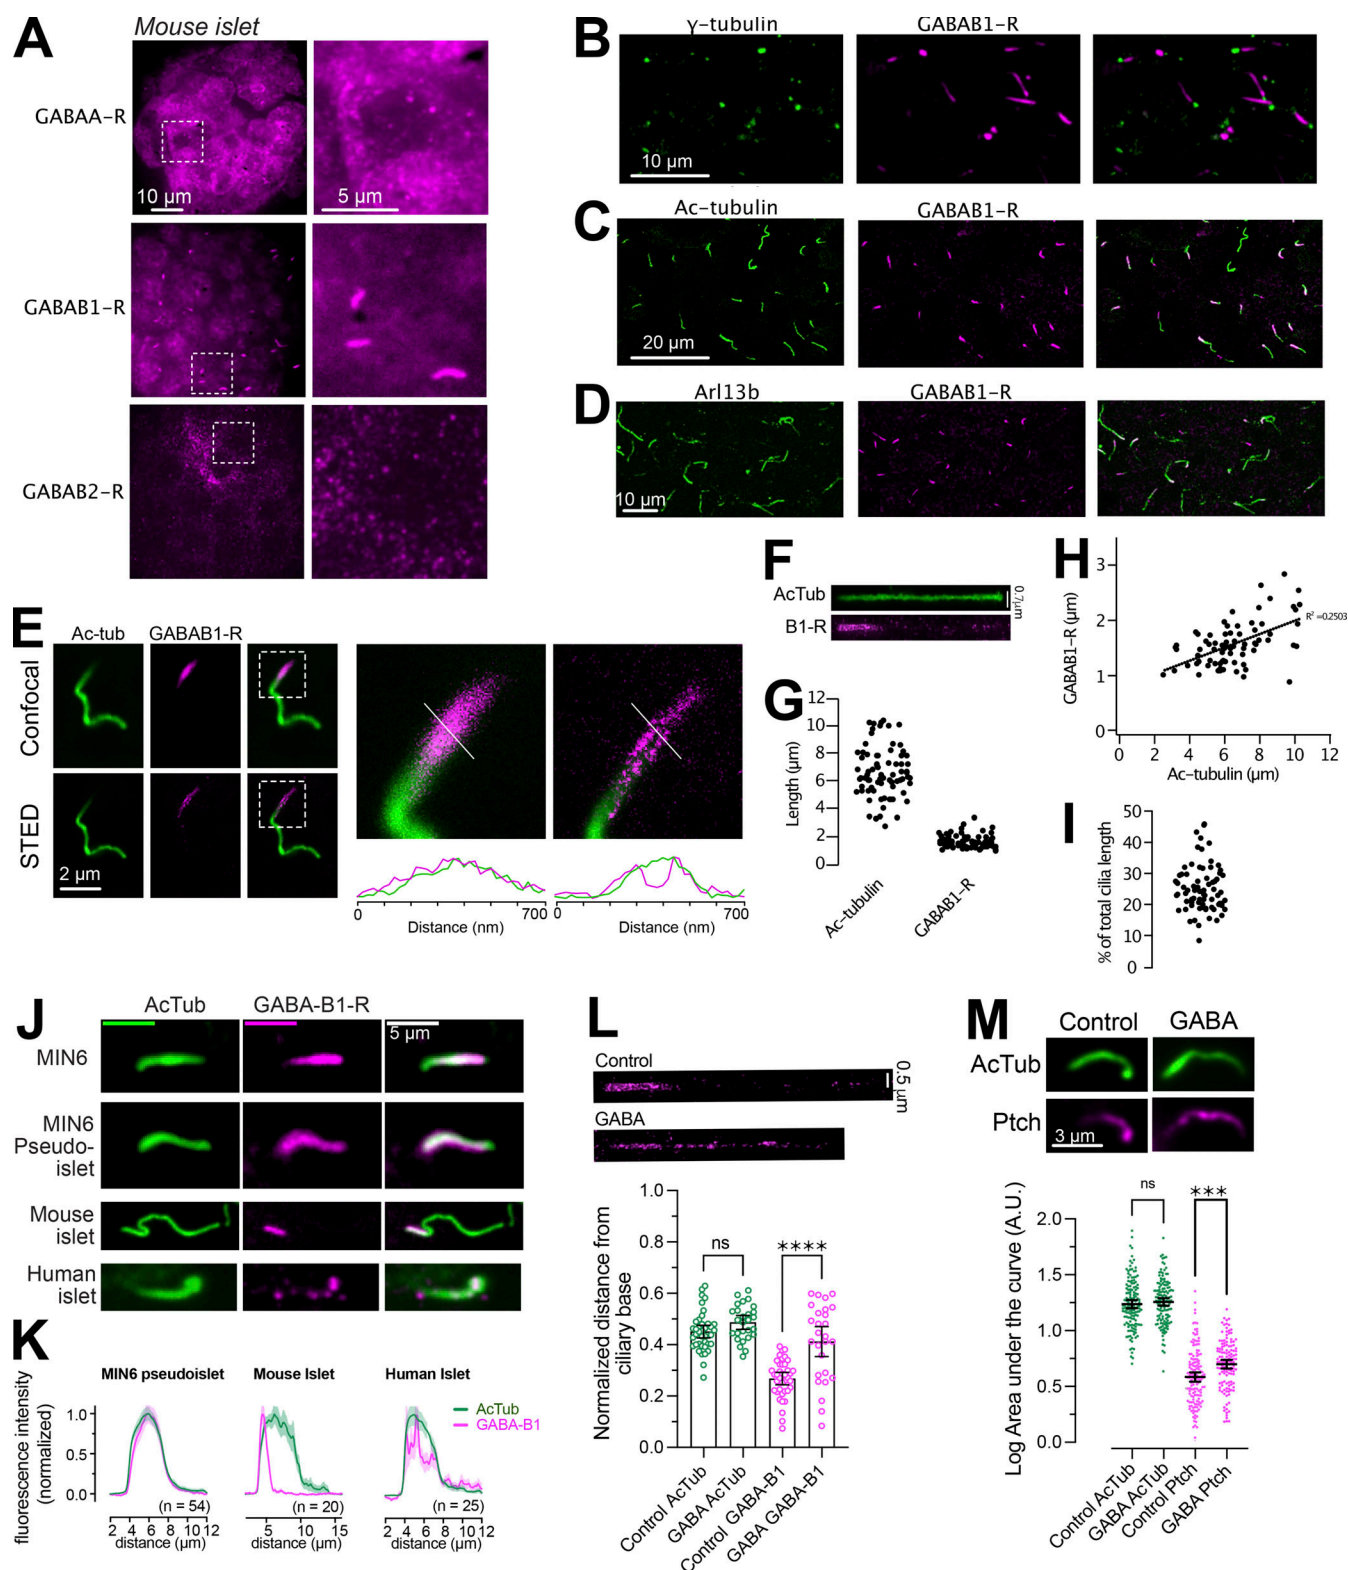 A
Mouse islet
GABAA-R
10 µm
5 µm
GABAB1-R
GABAB2-R
B
γ-tubulin
GABAB1-R
10 µm
C
Ac-tubulin
GABAB1-R
20 µm
D
Arl13b
GABAB1-R
10 µm
E
Ac-tub
GABAB1-R
Confocal
STED
2 µm
0
700
Distance (nm)
0
700
Distance (nm)
F
AcTub
B1-R
0.7µm
G
Length (µm)
12
10
8
6
4
2
0
Ac-tubulin
GABAB1-R
H
GABAB1-R (µm)
3
2
1
0
R² =0.2503
0 2 4 6 8 10 12
Ac-tubulin (µm)
I
% of total cilia length
50
40
30
20
10
0
J
AcTub
GABA-B1-R
5 µm
MIN6
MIN6
Pseudo-
islet
Mouse
islet
Human
islet
K
MIN6 pseudoislet
Mouse Islet
Human Islet
AcTub
GABA-B1
fluorescence intensity
(normalized)
1.0
0.5
0.0
(n = 54)
(n = 20)
(n = 25)
2 4 6 8 10 12
5 10 15
2 4 6 8 10 12
distance (µm)
distance (µm)
distance (µm)
L
Control
0.5 µm
GABA
Normalized distance from
ciliary base
1.0
0.8
0.6
0.4
0.2
0.0
ns
****
Control AcTub
GABA AcTub
Control GABA-B1
GABA GABA-B1
M
Control
GABA
AcTub
Ptch
3 µm
Log Area under the curve (A.U.)
2.0
1.5
1.0
0.5
0.0
ns
***
Control AcTub
GABA AcTub
Control Ptch
GABA Ptch